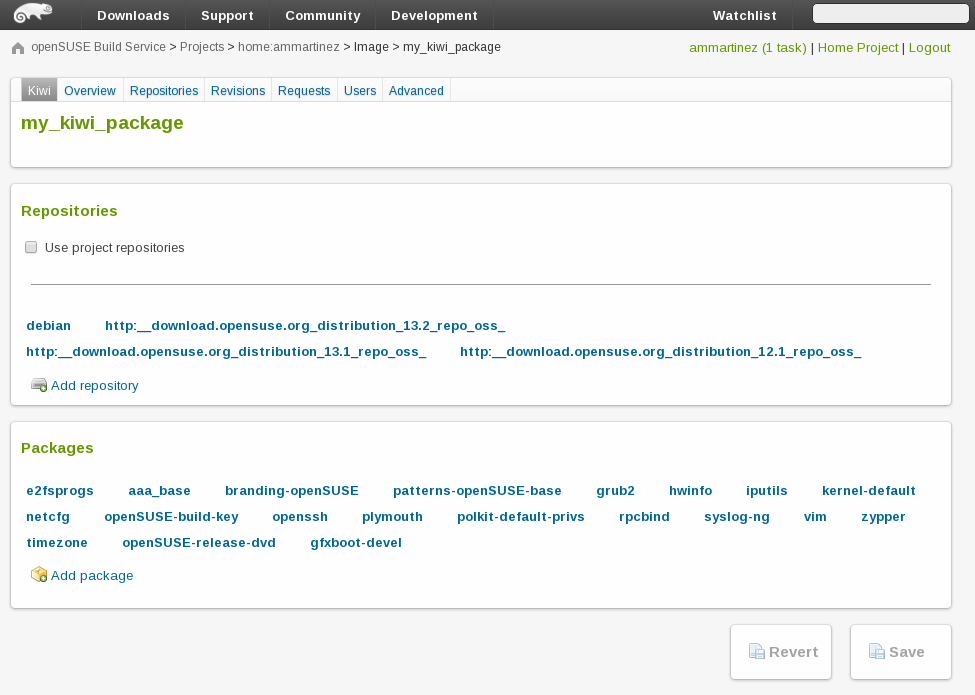 Downloads Support Community Development Watchlist
openSUSE Build Service > Projects > home:ammartinez > Image > my_kiwi_package ammartinez (1 task) | Home Project | Logout
Kiwi Overview Repositories Revisions Requests Users Advanced
my_kiwi_package
Repositories
Use project repositories
debian http:__download.opensuse.org_distribution_13.2_repo_oss_
http:__download.opensuse.org_distribution_13.1_repo_oss_ http:__download.opensuse.org_distribution_12.1_repo_oss_
Add repository
Packages
e2fsprogs aaa_base branding-openSUSE patterns-openSUSE-base grub2 hwinfo iputils kernel-default
netcfg openSUSE-build-key openssh plymouth polkit-default-privs rpcbind syslog-ng vim zypper
timezone openSUSE-release-dvd gfxboot-devel
Add package
Revert Save